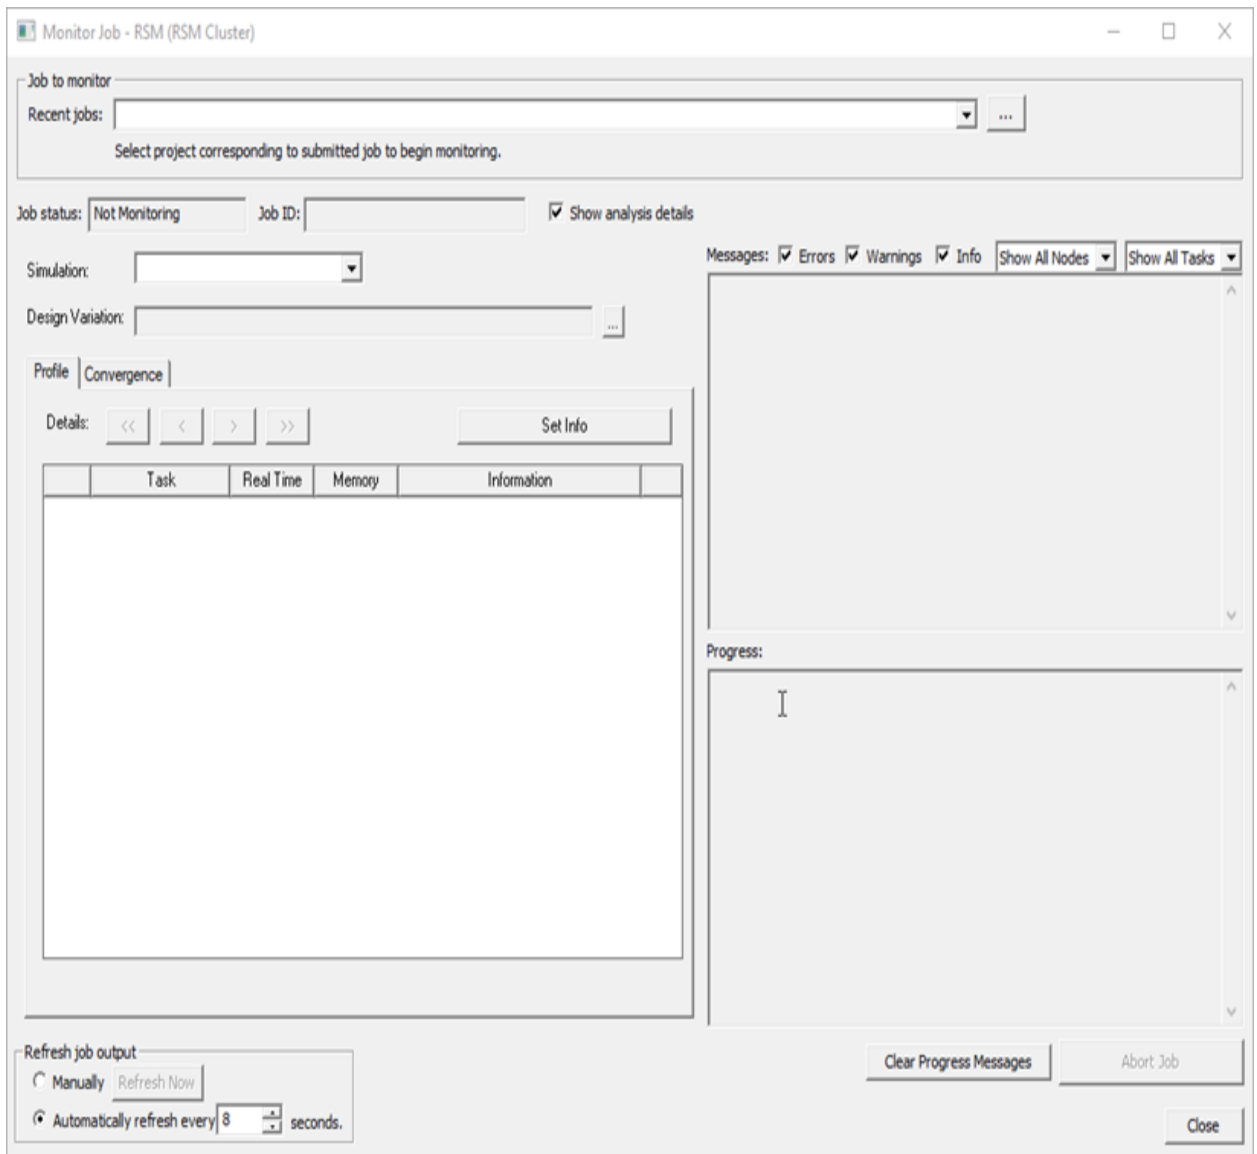 Monitor Job - RSM (RSM Cluster)
Job to monitor
Recent jobs:
...
Select project corresponding to submitted job to begin monitoring.
Job status: Not Monitoring Job ID: Show analysis details
Simulation:
Design Variation: ...
Profile Convergence
Details: << < > >> Set Info
Task Real Time Memory Information
Messages: Errors Warnings Info Show All Nodes Show All Tasks
Progress:
Refresh job output
Manually Refresh Now
Automatically refresh every 8 seconds.
Clear Progress Messages Abort Job
Close